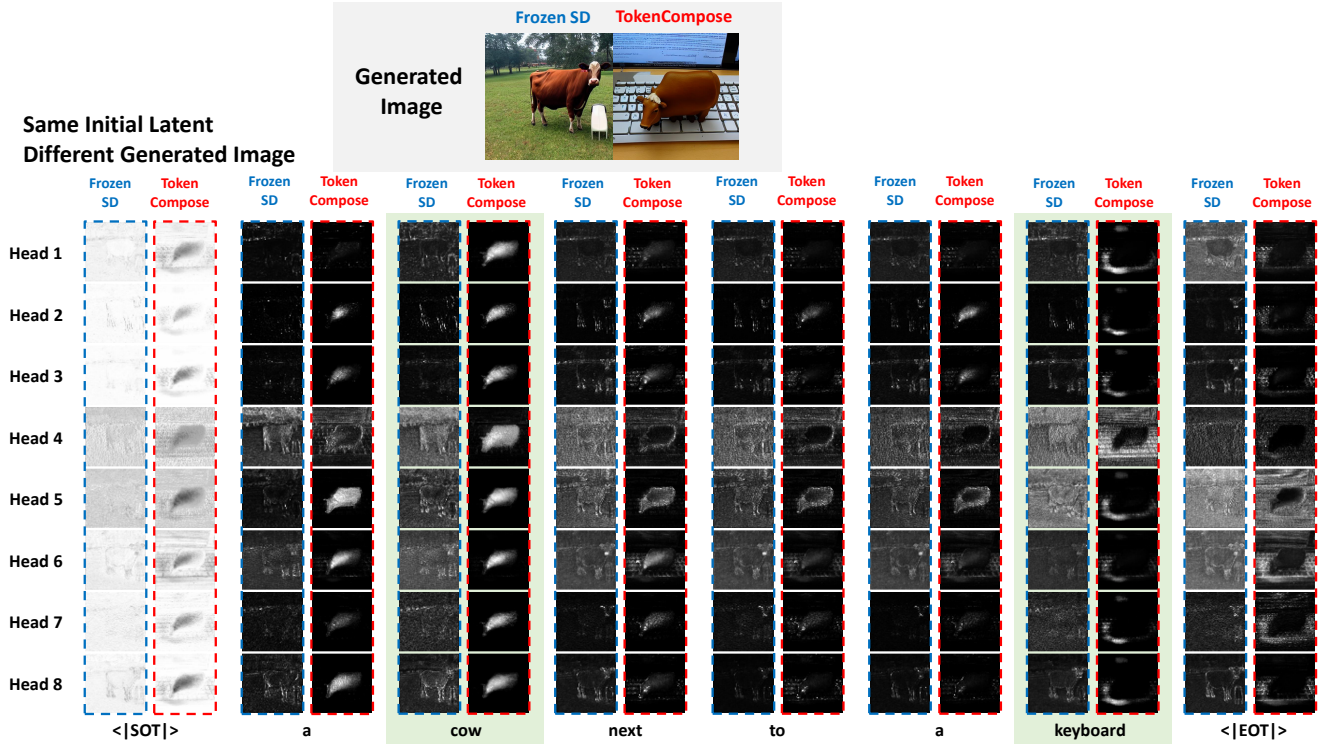 Frozen SD TokenCompose
Generated
Image
Same Initial Latent
Different Generated Image
Frozen SD Token Compose Frozen SD Token Compose Frozen SD Token Compose Frozen SD Token Compose Frozen SD Token Compose Frozen SD Token Compose Frozen SD Token Compose Frozen SD Token Compose
Head 1
Head 2
Head 3
Head 4
Head 5
Head 6
Head 7
Head 8
<|SOT|> a cow next to a keyboard <|EOT|>